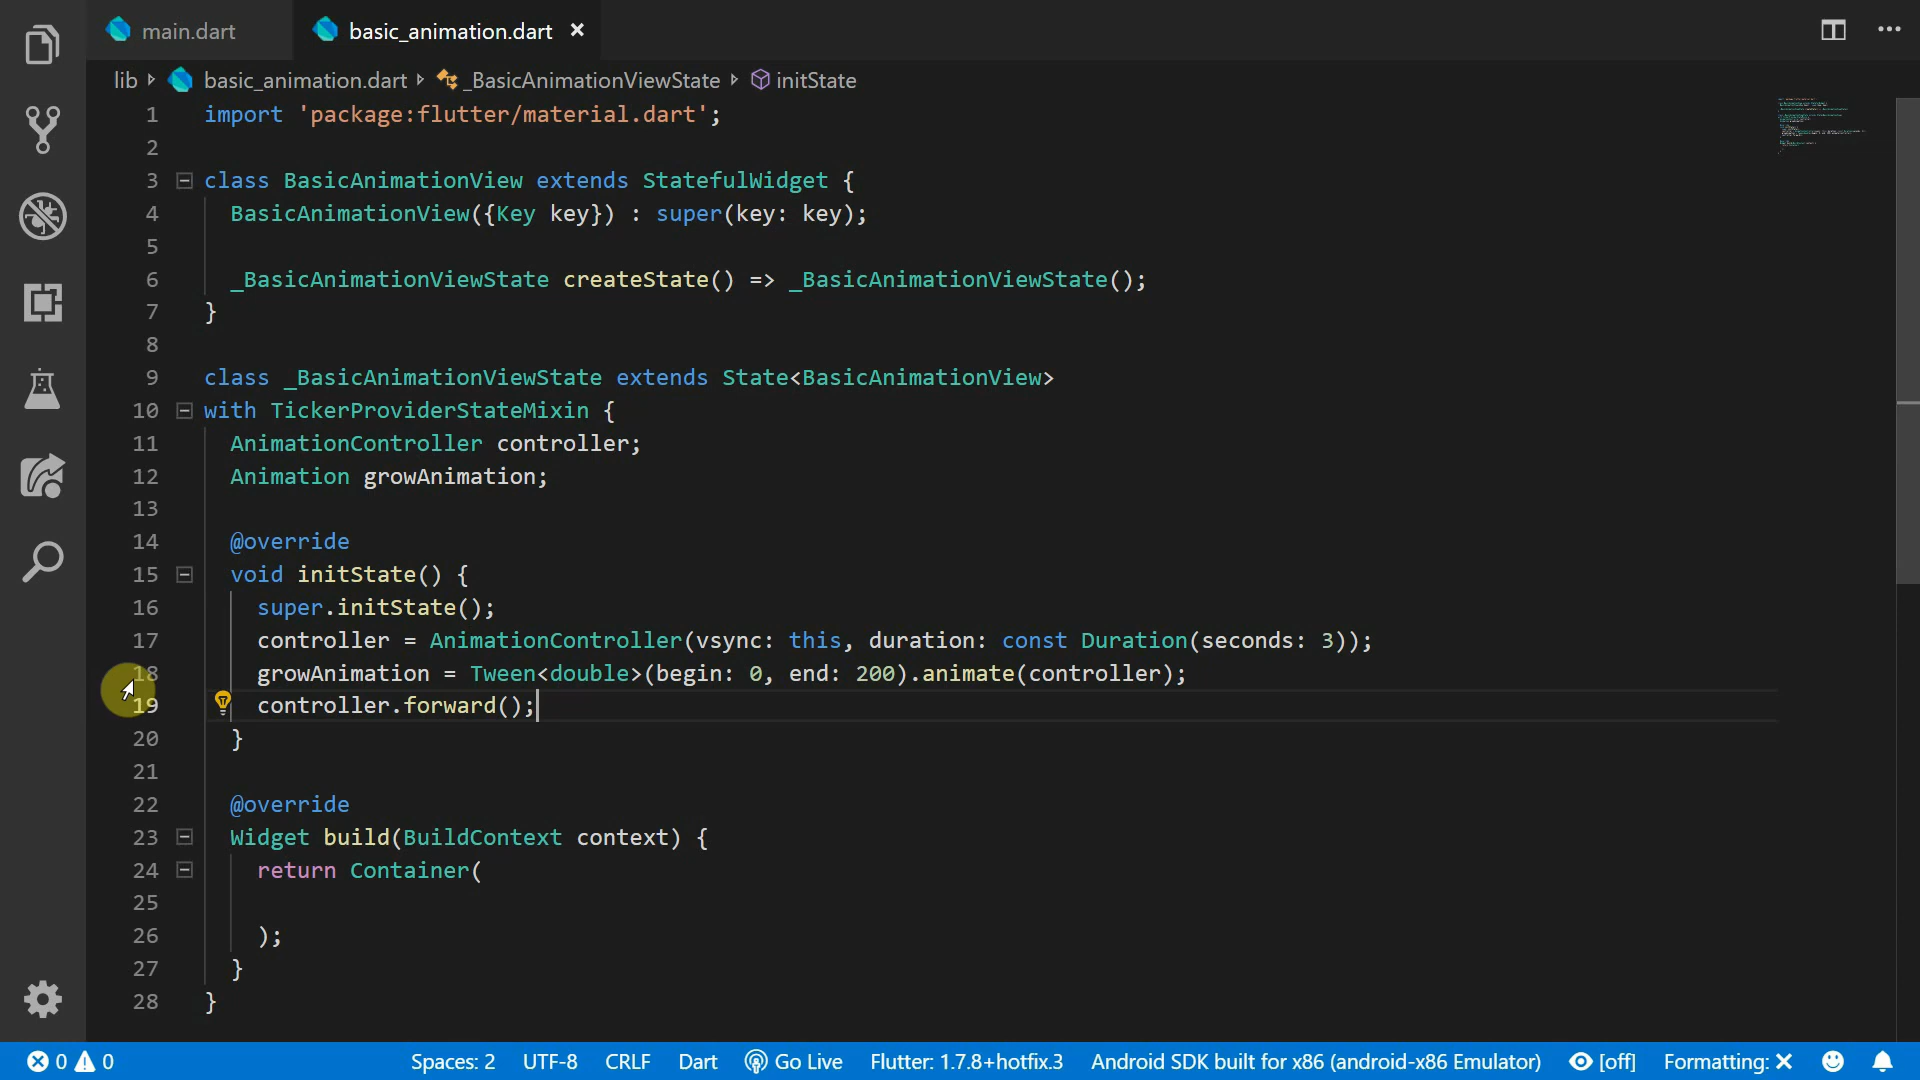 main.dart
basic_animation.dart
lib basic_animation.dart _BasicAnimationViewState initState
1 import 'package:flutter/material.dart';
2
3 class BasicAnimationView extends StatefulWidget {
4 BasicAnimationView({Key key}) : super(key: key);
5
6 _BasicAnimationViewState createState() => _BasicAnimationViewState();
7 }
8
9 class _BasicAnimationViewState extends State<BasicAnimationView>
10 with TickerProviderStateMixin {
11 AnimationController controller;
12 Animation growAnimation;
13
14 @override
15 void initState() {
16 super.initState();
17 controller = AnimationController(vsync: this, duration: const Duration(seconds: 3));
18 growAnimation = Tween<double>(begin: 0, end: 200).animate(controller);
19 controller.forward();
20 }
21
22 @override
23 Widget build(BuildContext context) {
24 return Container(
25
26 );
27 }
28 }
0 0 Spaces: 2 UTF-8 CRLF Dart Go Live Flutter: 1.7.8+hotfix.3 Android SDK built for x86 (android-x86 Emulator) [off] Formatting: ✕